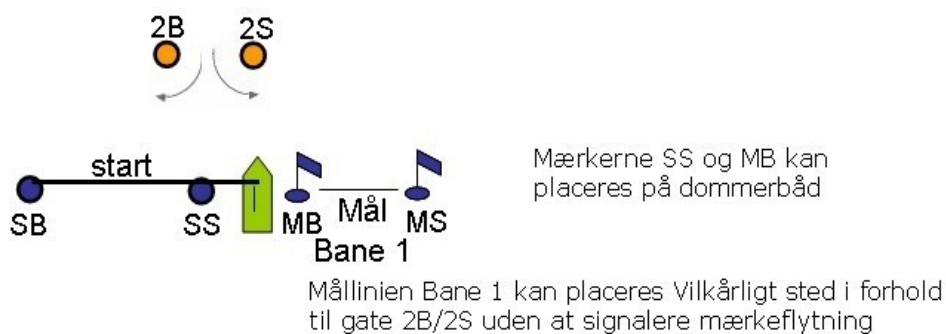 2B 2S
start
SB SS MB Mål MS
Bane 1
Mærkerne SS og MB kan
placeres på dommerbåd
Mållinien Bane 1 kan placeres Vilkårligt sted i forhold
til gate 2B/2S uden at signalere mærkeflytning